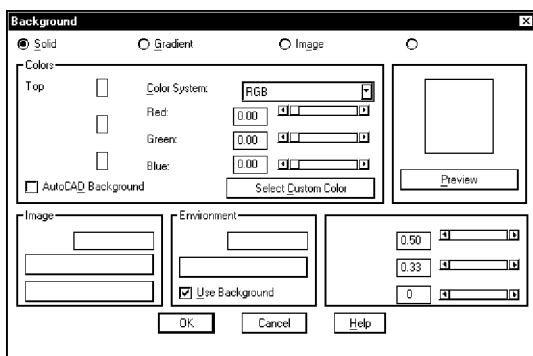 Background
Solid Gradient Image
Colors
Top Color System: RGB
Red: 0.00
Green: 0.00
Blue: 0.00
AutoCAD Background Select Custom Color
Preview
Image Environment
0.50
0.33
Use Background 0
OK Cancel Help